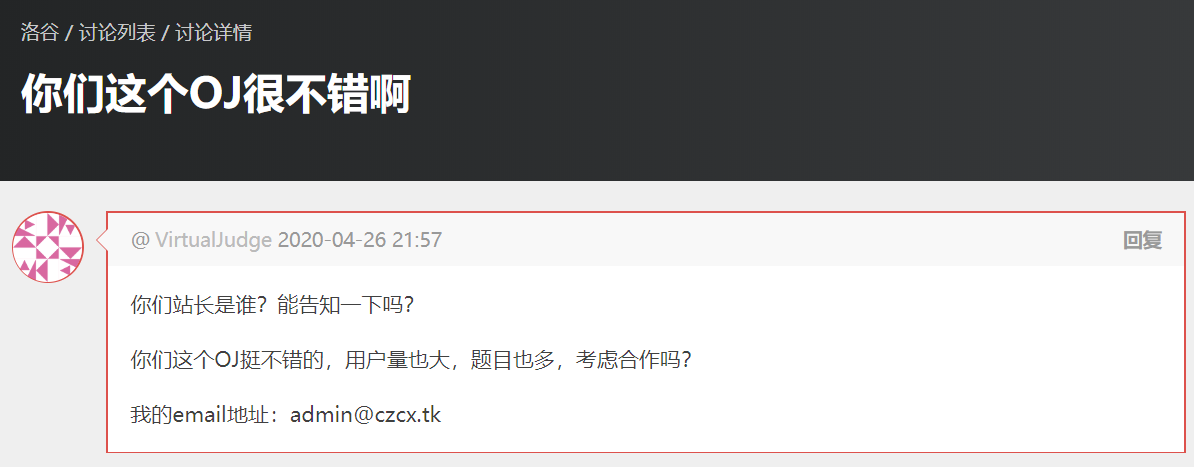 洛谷 / 讨论列表 / 讨论详情
你们这个OJ很不错啊
@ VirtualJudge 2020-04-26 21:57
回复
你们站长是谁？能告知一下吗？
你们这个OJ挺不错的，用户量也大，题目也多，考虑合作吗？
我的email地址：admin@czcx.tk